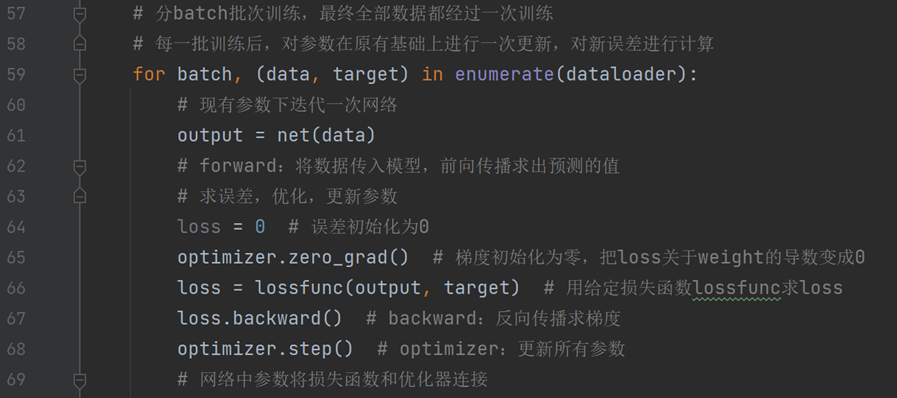 57 # 分batch批次训练，最终全部数据都经过一次训练
58 # 每一批训练后，对参数在原有基础上进行一次更新，对新误差进行计算
59 for batch, (data, target) in enumerate(dataloader):
60 # 现有参数下迭代一次网络
61 output = net(data)
62 # forward：将数据传入模型，前向传播求出预测的值
63 # 求误差，优化，更新参数
64 loss = 0  # 误差初始化为0
65 optimizer.zero_grad()  # 梯度初始化为零，把loss关于weight的导数变成0
66 loss = lossfunc(output, target)  # 用给定损失函数lossfunc求loss
67 loss.backward()  # backward：反向传播求梯度
68 optimizer.step()  # optimizer：更新所有参数
69 # 网络中参数将损失函数和优化器连接